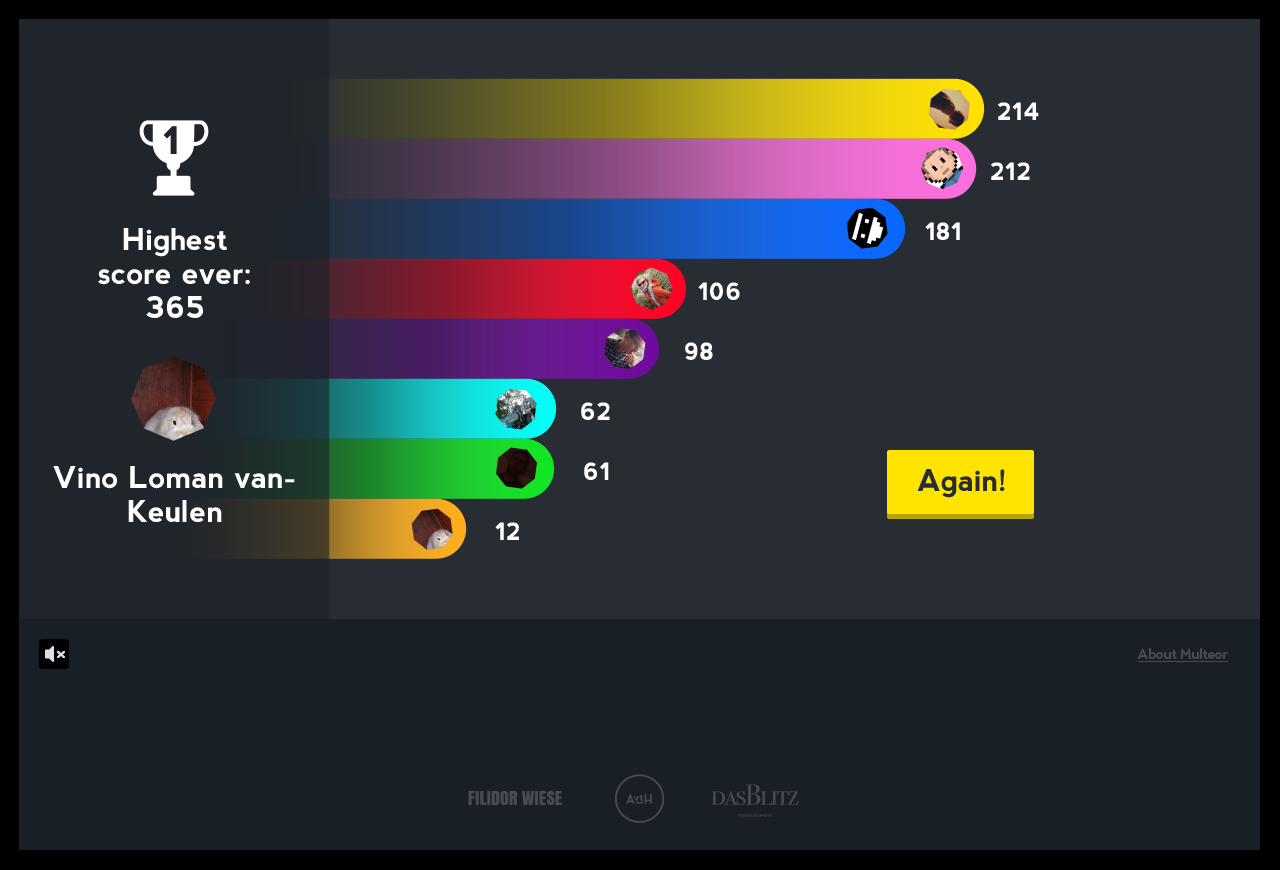 1
Highest
score ever:
365
Vino Loman van-
Keulen
214
212
181
106
98
62
61
12
Again!
About Multeor
FILIDOR WIESE
AvtH
DASBLITZ